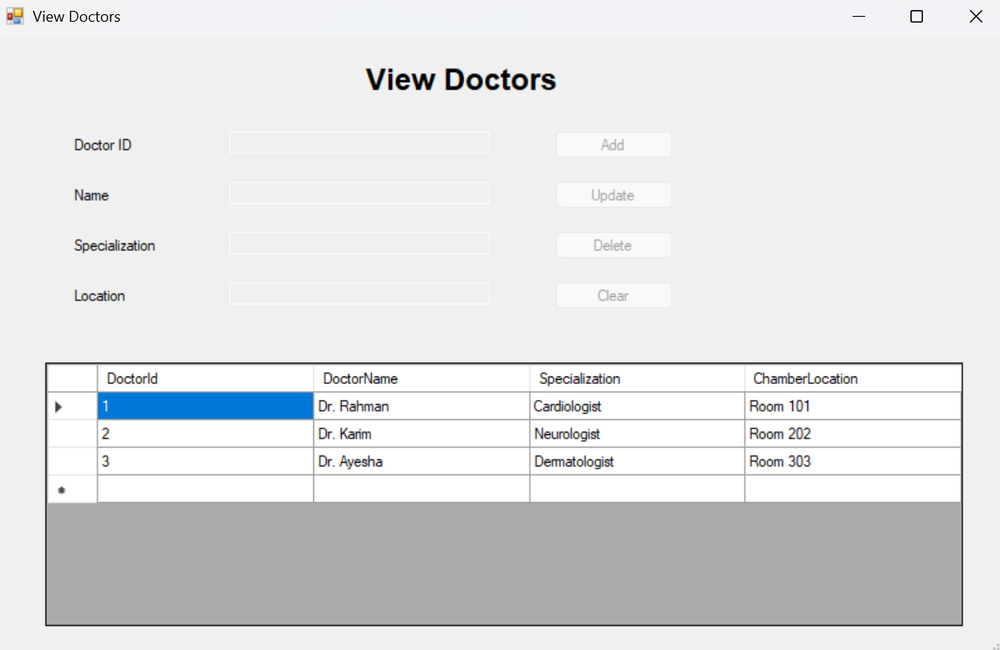 View Doctors
View Doctors
Doctor ID Add
Name Update
Specialization Delete
Location Clear
DoctorId DoctorName Specialization ChamberLocation
1 Dr. Rahman Cardiologist Room 101
2 Dr. Karim Neurologist Room 202
3 Dr. Ayesha Dermatologist Room 303